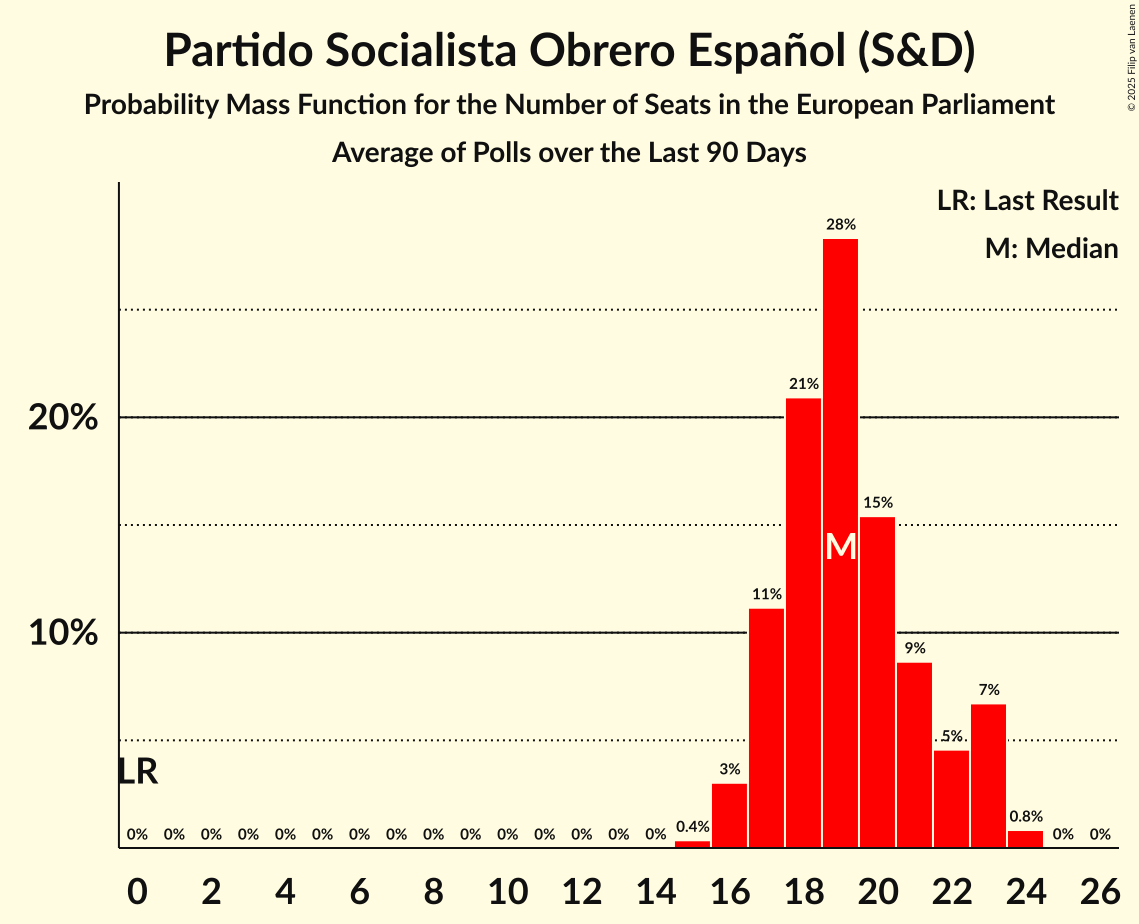 Partido Socialista Obrero Español (S&D)
Probability Mass Function for the Number of Seats in the European Parliament
Average of Polls over the Last 90 Days
© 2025 Filip van Laenen
LR: Last Result
M: Median
28%
21%
20%
15%
M
11%
10%
9%
7%
5%
LR
3%
0% 0% 0% 0% 0% 0% 0% 0% 0% 0% 0% 0% 0% 0% 0% 0.4% 0.8% 0% 0%
0 2 4 6 8 10 12 14 16 18 20 22 24 26